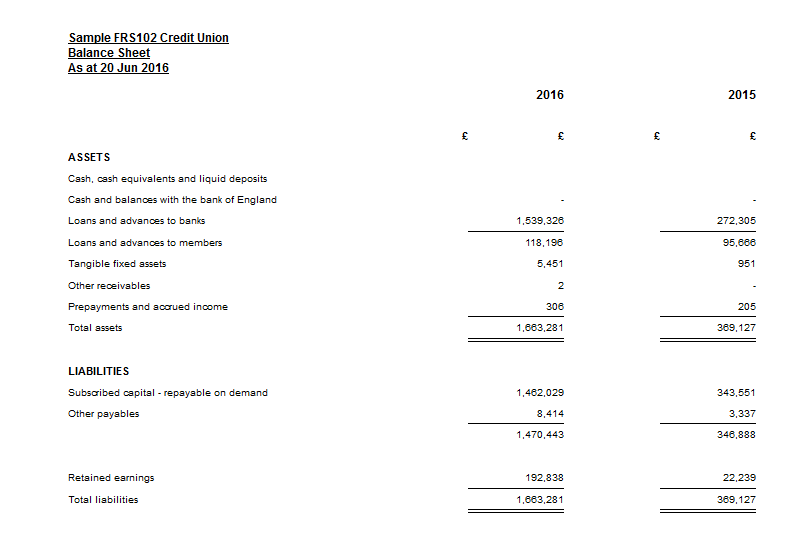 Sample FRS102 Credit Union
Balance Sheet
As at 20 Jun 2016
2016 2015
£ £ £ £
ASSETS
Cash, cash equivalents and liquid deposits
Cash and balances with the bank of England - -
Loans and advances to banks 1,539,326 272,305
Loans and advances to members 118,196 95,666
Tangible fixed assets 5,451 951
Other receivables 2 -
Prepayments and accrued income 306 205
Total assets 1,663,281 369,127
LIABILITIES
Subscribed capital - repayable on demand 1,462,029 343,551
Other payables 8,414 3,337
1,470,443 346,888
Retained earnings 192,838 22,239
Total liabilities 1,663,281 369,127